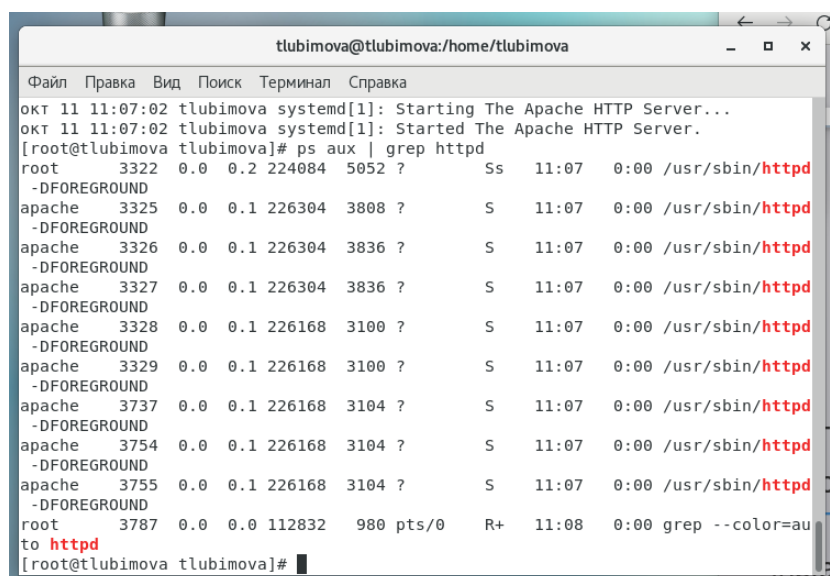 tlubimova@tlubimova:/home/tlubimova
Файл Правка Вид Поиск Терминал Справка
окт 11 11:07:02 tlubimova systemd[1]: Starting The Apache HTTP Server...
окт 11 11:07:02 tlubimova systemd[1]: Started The Apache HTTP Server.
[root@tlubimova tlubimova]# ps aux | grep httpd
root 3322 0.0 0.2 224084 5052 ? Ss 11:07 0:00 /usr/sbin/httpd
-DFOREGROUND
apache 3325 0.0 0.1 226304 3808 ? S 11:07 0:00 /usr/sbin/httpd
-DFOREGROUND
apache 3326 0.0 0.1 226304 3836 ? S 11:07 0:00 /usr/sbin/httpd
-DFOREGROUND
apache 3327 0.0 0.1 226304 3836 ? S 11:07 0:00 /usr/sbin/httpd
-DFOREGROUND
apache 3328 0.0 0.1 226168 3100 ? S 11:07 0:00 /usr/sbin/httpd
-DFOREGROUND
apache 3329 0.0 0.1 226168 3100 ? S 11:07 0:00 /usr/sbin/httpd
-DFOREGROUND
apache 3737 0.0 0.1 226168 3104 ? S 11:07 0:00 /usr/sbin/httpd
-DFOREGROUND
apache 3754 0.0 0.1 226168 3104 ? S 11:07 0:00 /usr/sbin/httpd
-DFOREGROUND
apache 3755 0.0 0.1 226168 3104 ? S 11:07 0:00 /usr/sbin/httpd
-DFOREGROUND
root 3787 0.0 0.0 112832 980 pts/0 R+ 11:08 0:00 grep --color=au
to httpd
[root@tlubimova tlubimova]#